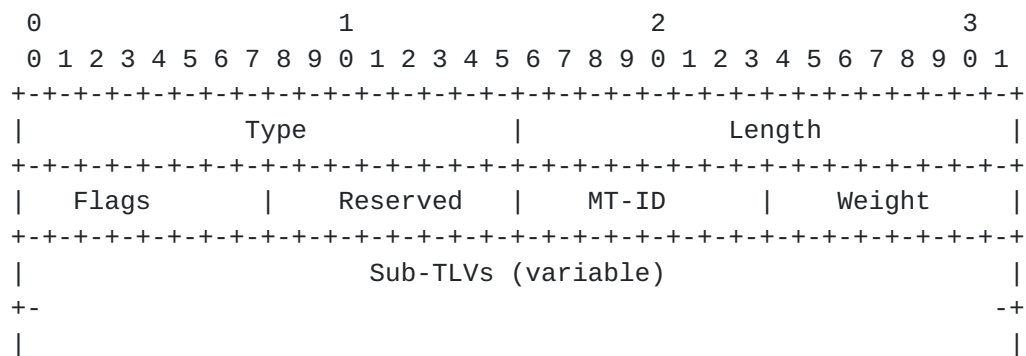 0                   1                   2                   3
 0 1 2 3 4 5 6 7 8 9 0 1 2 3 4 5 6 7 8 9 0 1 2 3 4 5 6 7 8 9 0 1
+-+-+-+-+-+-+-+-+-+-+-+-+-+-+-+-+-+-+-+-+-+-+-+-+-+-+-+-+-+-+-+-+
|              Type             |             Length            |
+-+-+-+-+-+-+-+-+-+-+-+-+-+-+-+-+-+-+-+-+-+-+-+-+-+-+-+-+-+-+-+-+
|   Flags       |    Reserved   |    MT-ID      |    Weight     |
+-+-+-+-+-+-+-+-+-+-+-+-+-+-+-+-+-+-+-+-+-+-+-+-+-+-+-+-+-+-+-+-+
|                      Sub-TLVs (variable)                      |
+-                                                             -+
|                                                               |